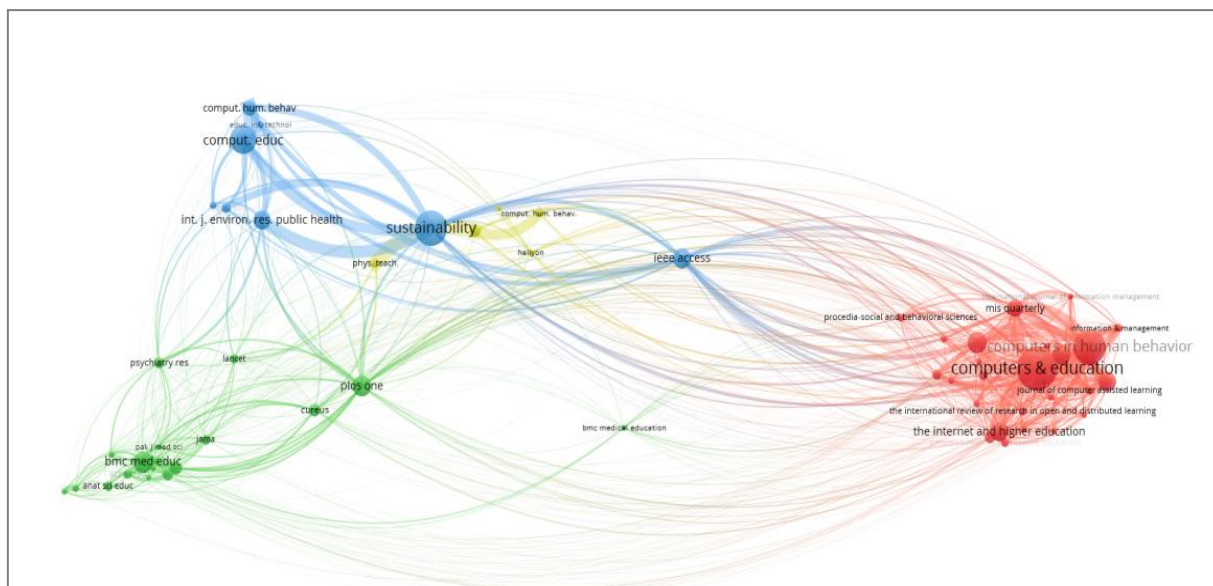 comput. hum. behav
educ. inf. technol
comput. educ
int. j. environ. res. public health
sustainability
comput. hum. behav.
heliyon
phys. teach.
ieee access
journal of information management
mis quarterly
procedia-social and behavioral sciences
information & management
computers in human behavior
computers & education
journal of computer assisted learning
the international review of research in open and distributed learning
the internet and higher education
psychiatry res
lancet
plos one
cureus
bmc medical education
jama
pak j med sci
bmc med educ
anat sci educ